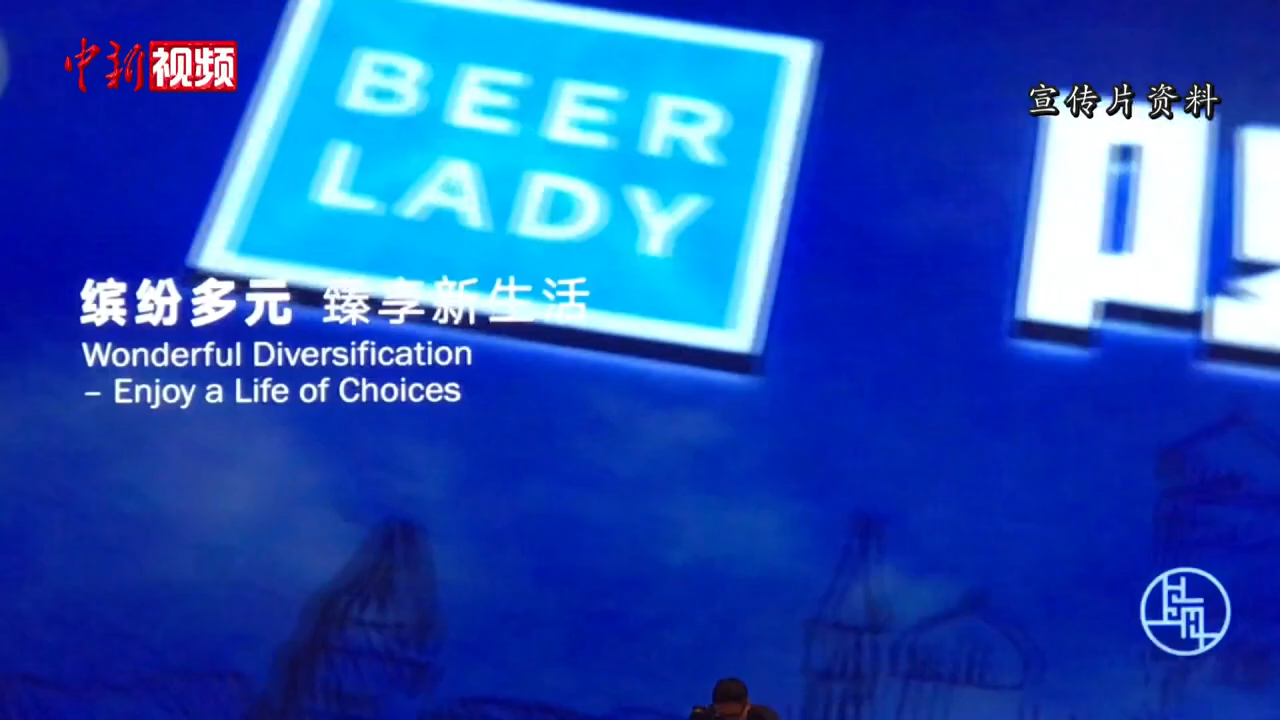 中新视频
宣传片资料
BEER
LADY
缤纷多元 臻享新生活
Wonderful Diversification
– Enjoy a Life of Choices